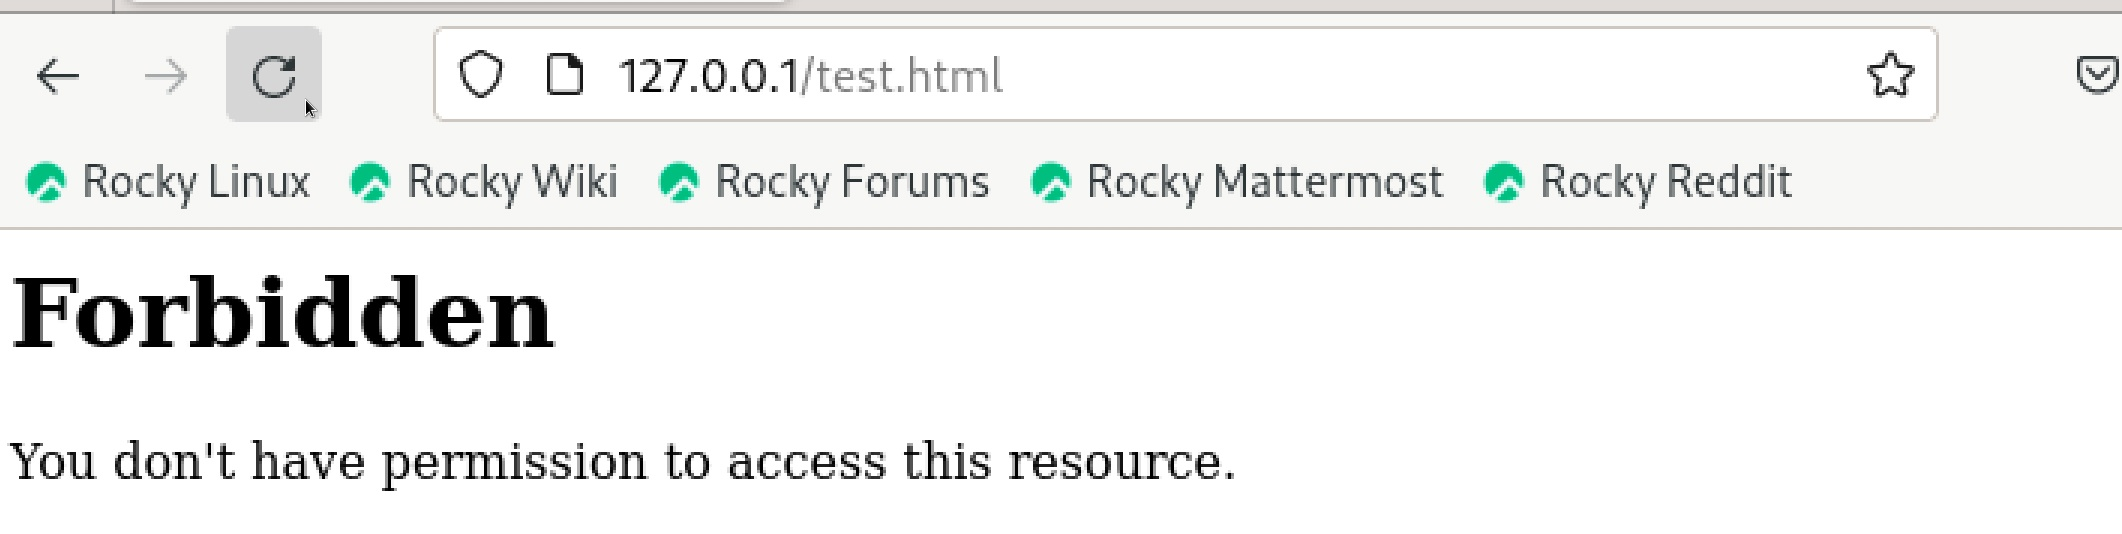 127.0.0.1/test.html
Rocky Linux Rocky Wiki Rocky Forums Rocky Mattermost Rocky Reddit
Forbidden
You don't have permission to access this resource.